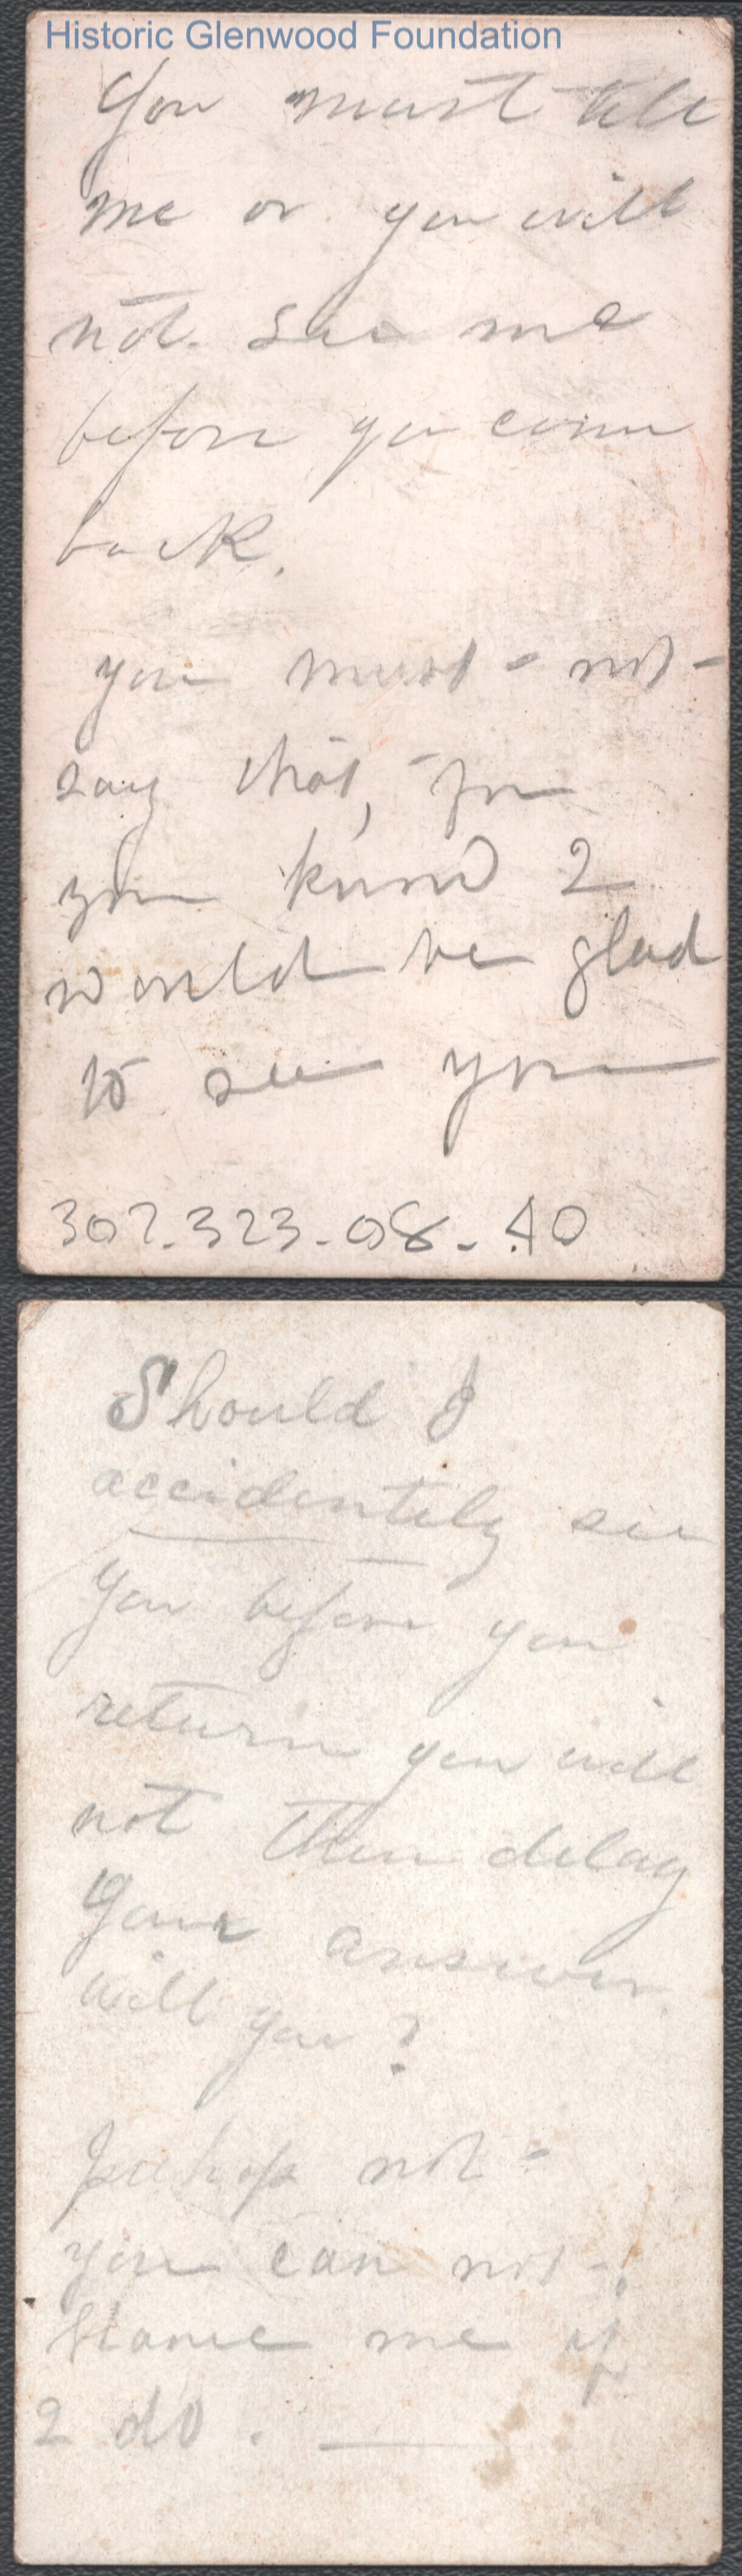 Historic Glenwood Foundation
You must tell
me or you will
not see me
before you come
back.
you must - not -
say that, for
you know I
would be glad
to see you
307.323.08.40
Should I
accidentely see
you before you
return you will
not then delay
your answer
will you?
perhaps not -
you can not -
blame me if
I do.